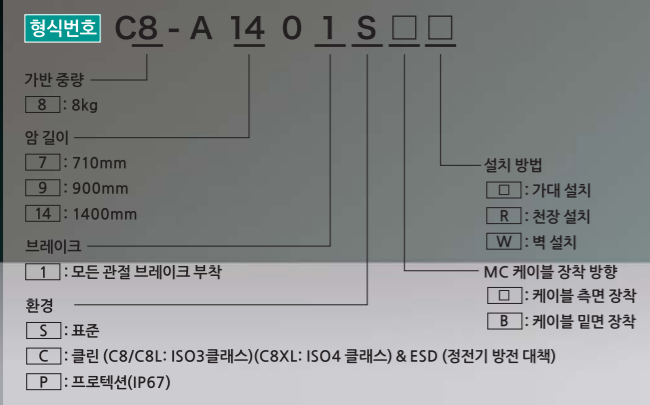 형식번호 C8 - A 14 0 1 S □ □
가반 중량
8 : 8kg
암 길이
7 : 710mm
9 : 900mm
14 : 1400mm
브레이크
1 : 모든 관절 브레이크 부착
환경
S : 표준
C : 클린 (C8/C8L: ISO3클래스)(C8XL: ISO4 클래스) & ESD (정전기 방전 대책)
P : 프로텍션(IP67)
설치 방법
□ : 가대 설치
R : 천장 설치
W : 벽 설치
MC 케이블 장착 방향
□ : 케이블 측면 장착
B : 케이블 밑면 장착